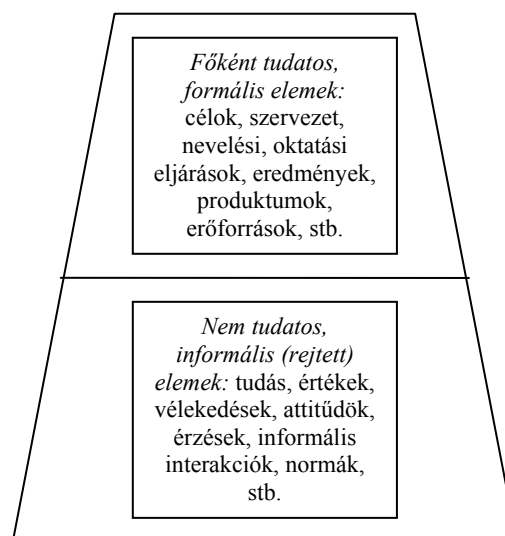 Főként tudatos,
formális elemek:
célok, szervezet,
nevelési, oktatási
eljárások, eredmények,
produktumok,
erőforrások, stb.
Nem tudatos,
informális (rejtett)
elemek: tudás, értékek,
vélekedések, attitűdök,
érzések, informális
interakciók, normák,
stb.